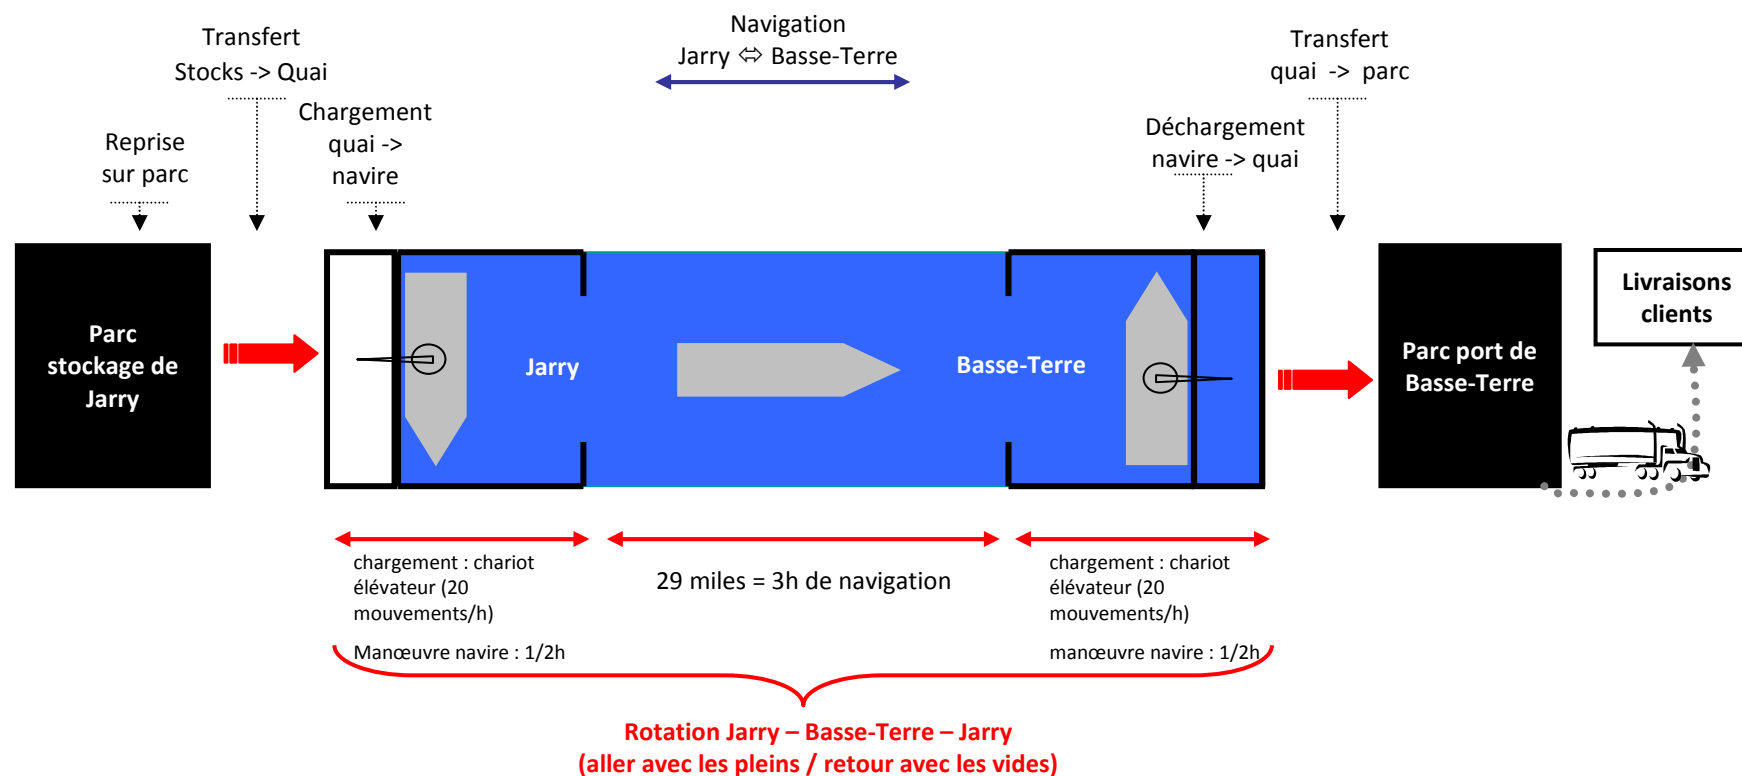 Transfert
Stocks -> Quai
Chargement
quai ->
navire
Reprise
sur parc
Navigation
Jarry ⬄ Basse-Terre
Transfert
quai -> parc
Déchargement
navire -> quai
Parc
stockage de
Jarry
Jarry
Basse-Terre
Parc port de
Basse-Terre
Livraisons
clients
chargement : chariot
élévateur (20
mouvements/h)
Manœuvre navire : 1/2h
29 miles = 3h de navigation
chargement : chariot
élévateur (20
mouvements/h)
manœuvre navire : 1/2h
Rotation Jarry – Basse-Terre – Jarry
(aller avec les pleins / retour avec les vides)